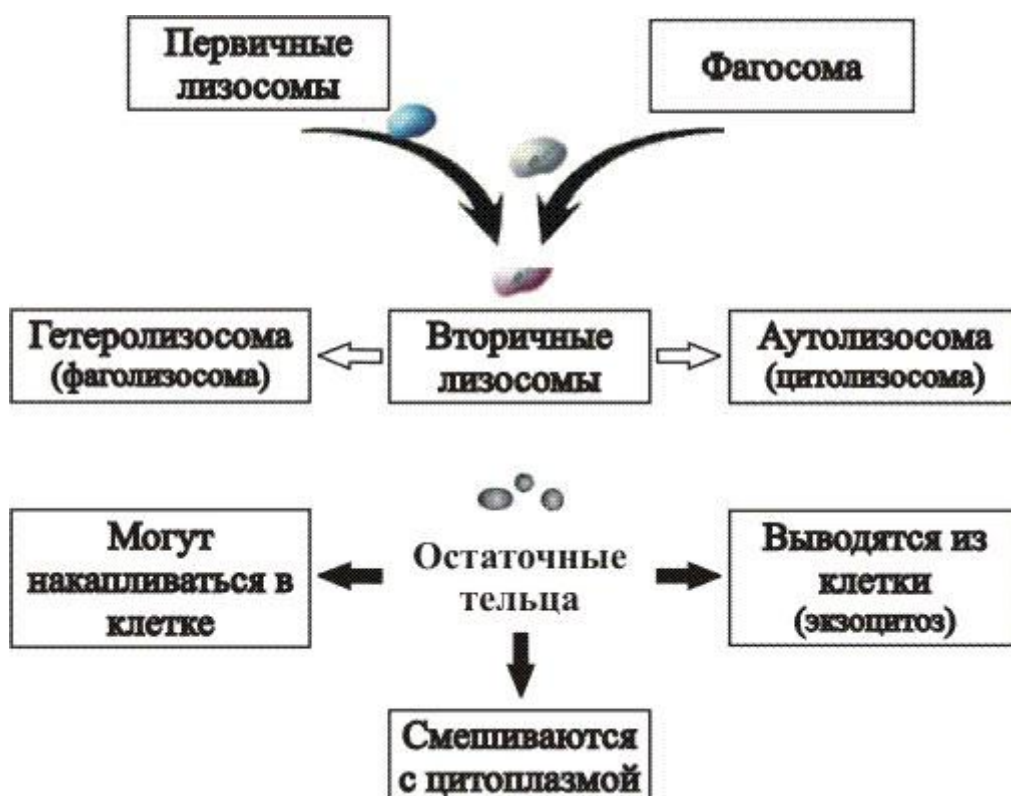 Первичные
лизосомы
Фагосома
Гетеролизосома
(фаголизосома)
Вторичные
лизосомы
Аутолизосома
(цитолизосома)
Могут
накапливаться в
клетке
Остаточные
тельца
Выводятся из
клетки
(экзоцитоз)
Смешиваются
с цитоплазмой